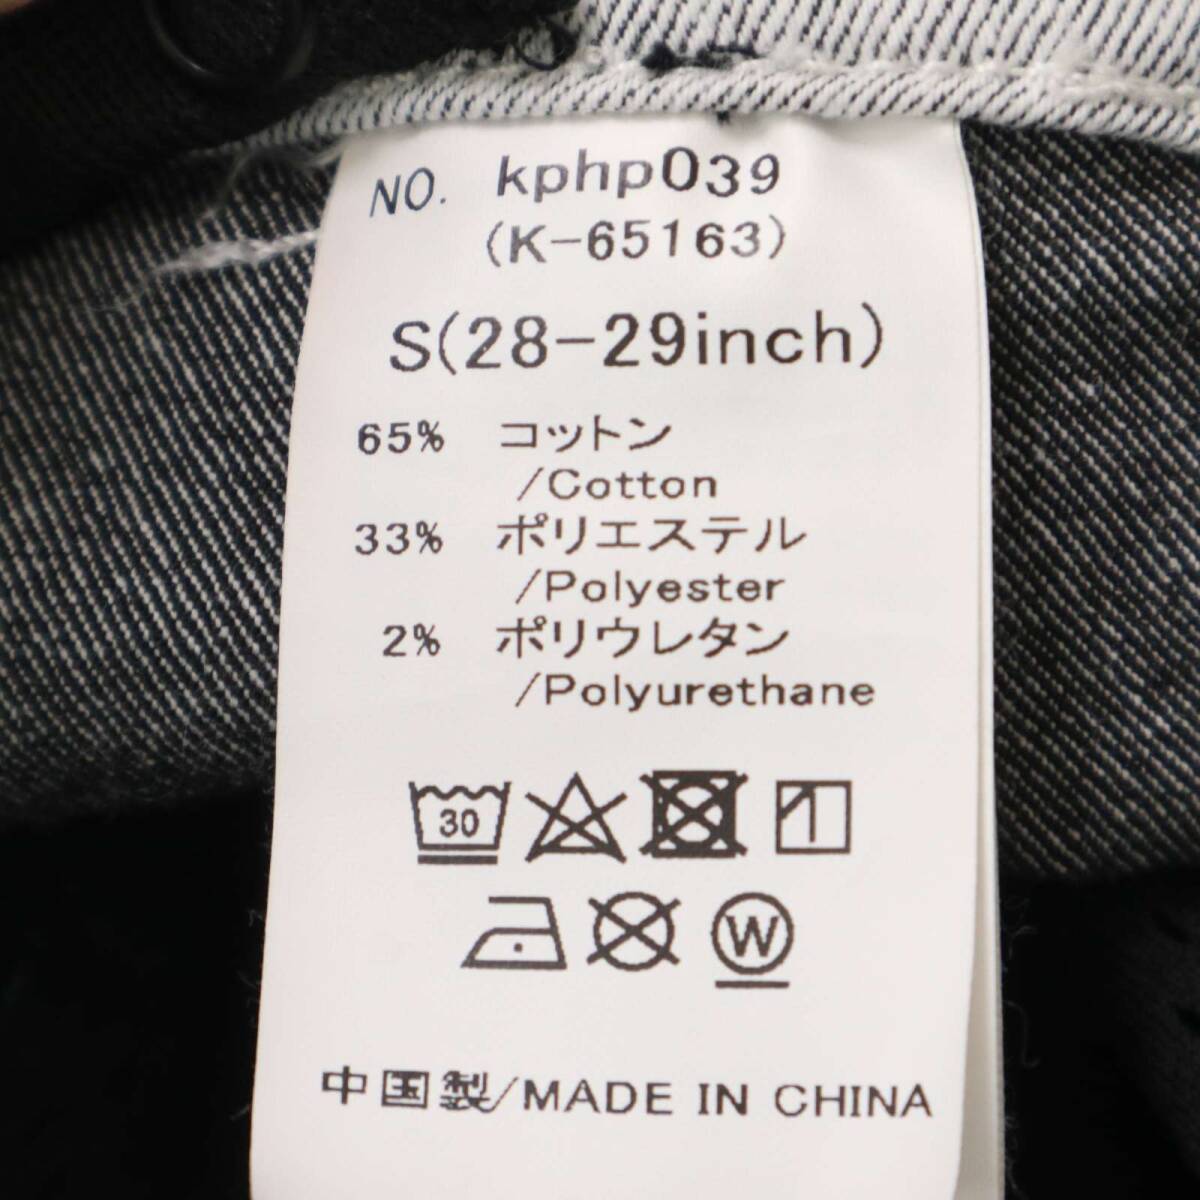 NO. kphp039
(K-65163)
S(28-29inch)
65% コットン
/Cotton
33% ポリエステル
/Polyester
2% ポリウレタン
/Polyurethane
30
W
中国製/MADE IN CHINA